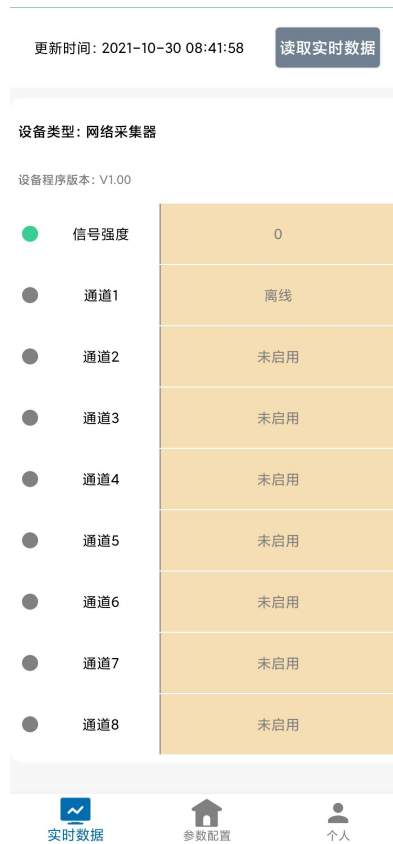 更新时间: 2021-10-30 08:41:58 读取实时数据
设备类型: 网络采集器
设备程序版本: V1.00
信号强度 0
通道1 离线
通道2 未启用
通道3 未启用
通道4 未启用
通道5 未启用
通道6 未启用
通道7 未启用
通道8 未启用
实时数据 参数配置 个人